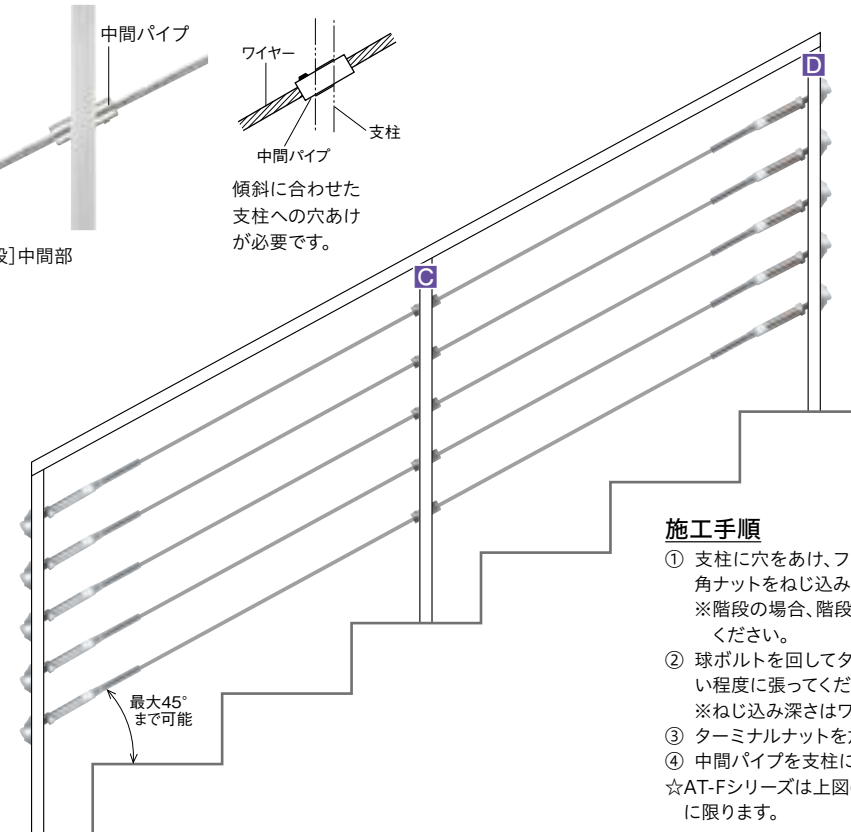 中間パイプ
ワイヤー
支柱
中間パイプ
傾斜に合わせた
支柱への穴あけ
が必要です。
段]中間部
D
C
最大45°
まで可能
施工手順
① 支柱に穴をあけ、フ
角ナットをねじ込み
※階段の場合、階段
ください。
② 球ボルトを回してタ
い程度に張ってくだ
※ねじ込み深さはワ
③ ターミナルナットを
④ 中間パイプを支柱に
☆AT-Fシリーズは上図
に限ります。